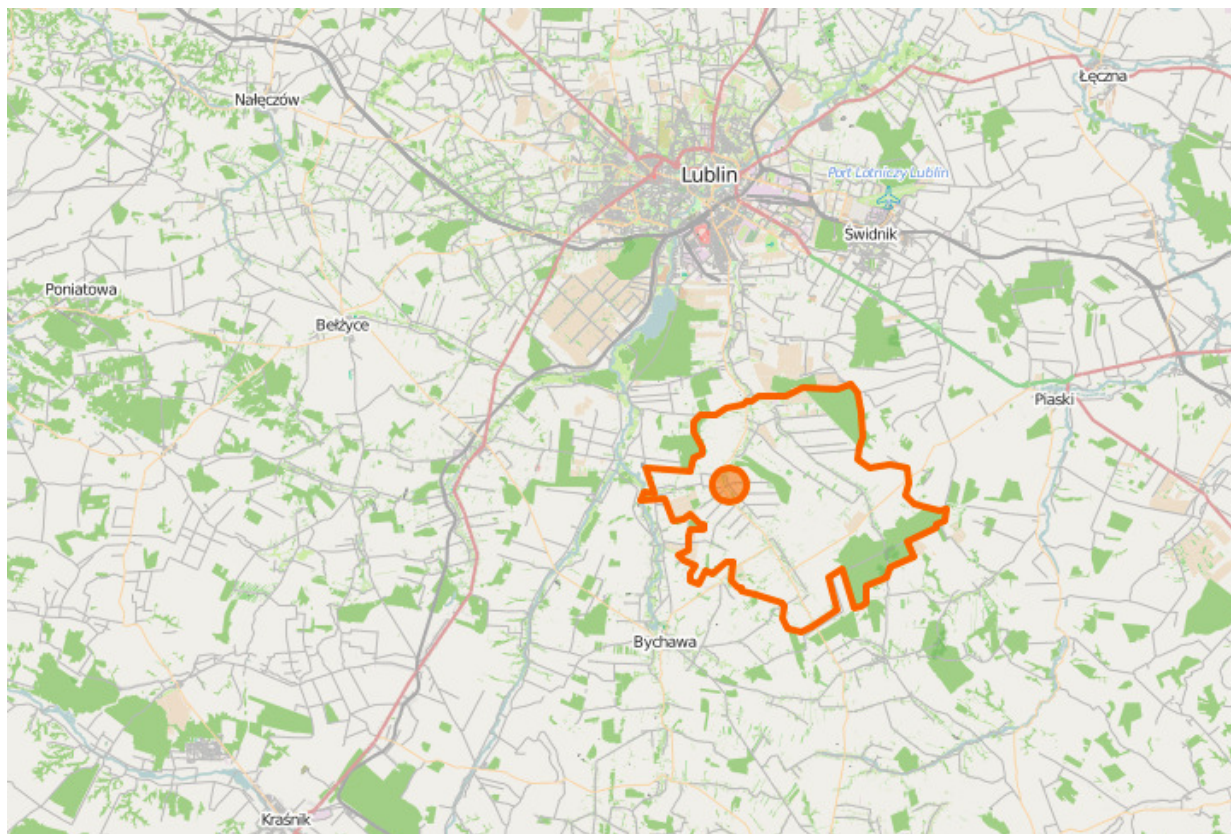 Łęczna
Nałęczów
Lublin
Port Lotniczy Lublin
Świdnik
Poniatowa
Bełżyce
Piaski
Bychawa
Kraśnik